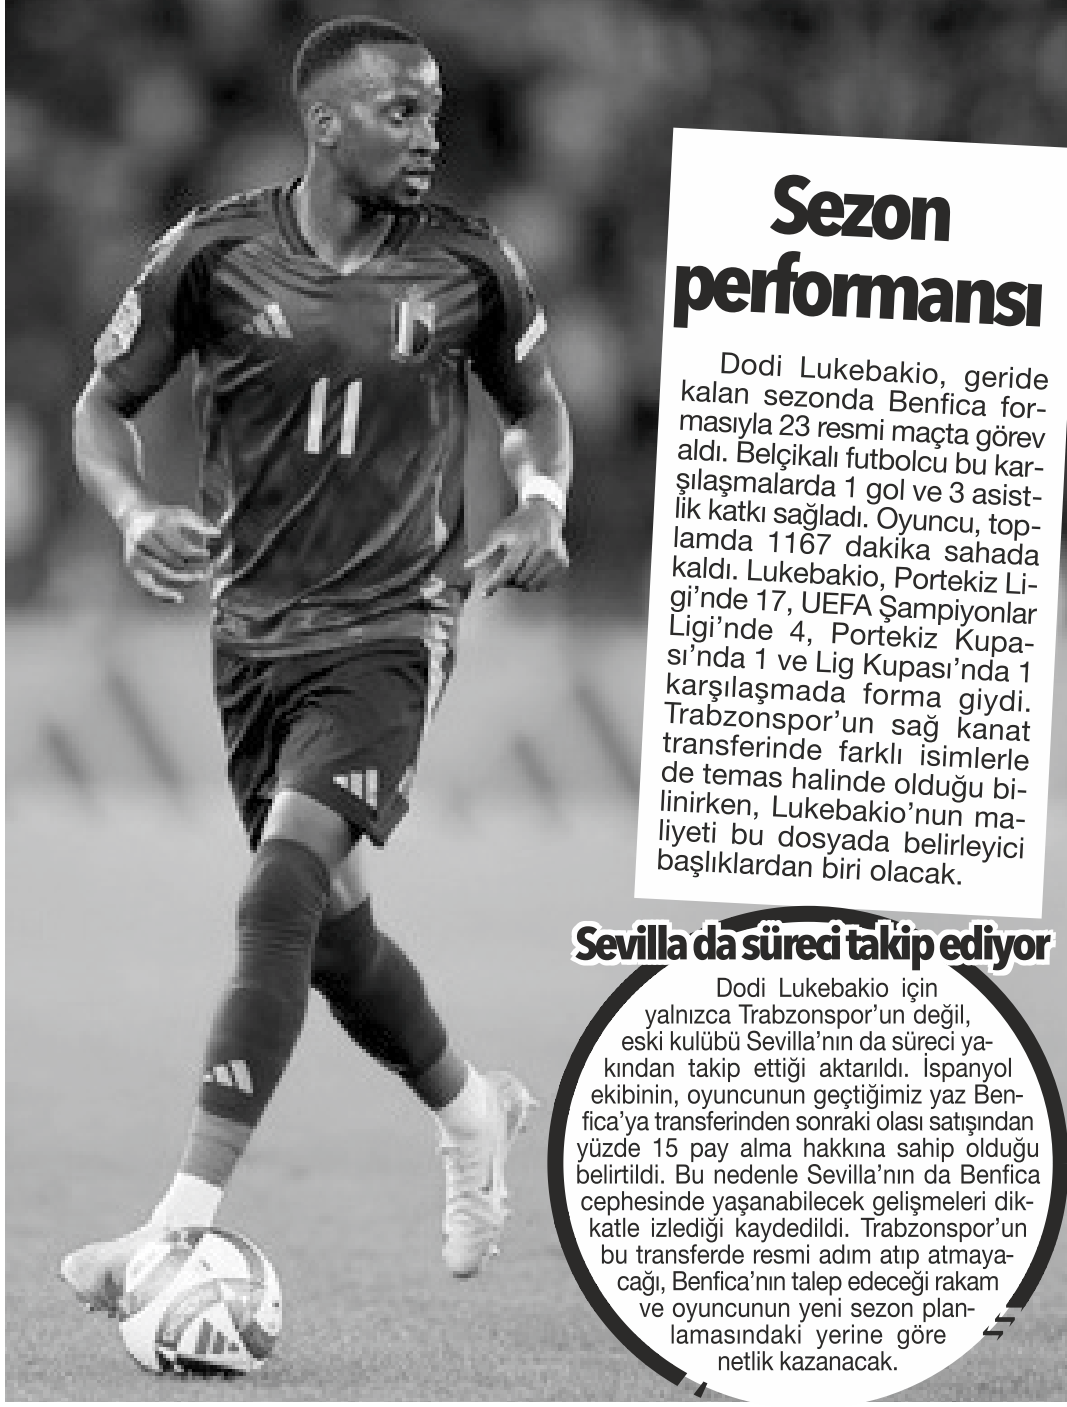 11
Sezon
performansı
Dodi Lukebakio, geride
kalan sezonda Benfica for-
masıyla 23 resmi maçta görev
aldı. Belçikalı futbolcu bu kar-
şılaşmalarda 1 gol ve 3 asist-
lik katkı sağladı. Oyuncu, top-
lamda 1167 dakika sahada
kaldı. Lukebakio, Portekiz Li-
gi’nde 17, UEFA Şampiyonlar
Ligi’nde 4, Portekiz Kupa-
sı’nda 1 ve Lig Kupası’nda 1
karşılaşmada forma giydi.
Trabzonspor’un sağ kanat
transferinde farklı isimlerle
de temas halinde olduğu bi-
linirken, Lukebakio’nun ma-
liyeti bu dosyada belirleyici
başlıklardan biri olacak.
Sevilla da süreci takip ediyor
Dodi Lukebakio için
yalnızca Trabzonspor’un değil,
eski kulübü Sevilla’nın da süreci ya-
kından takip ettiği aktarıldı. İspanyol
ekibinin, oyuncunun geçtiğimiz yaz Ben-
fica’ya transferinden sonraki olası satışından
yüzde 15 pay alma hakkına sahip olduğu
belirtildi. Bu nedenle Sevilla’nın da Benfica
cephesinde yaşanabilecek gelişmeleri dik-
katle izlediği kaydedildi. Trabzonspor’un
bu transferde resmi adım atıp atmaya-
cağı, Benfica’nın talep edeceği rakam
ve oyuncunun yeni sezon plan-
lamasındaki yerine göre
netlik kazanacak.